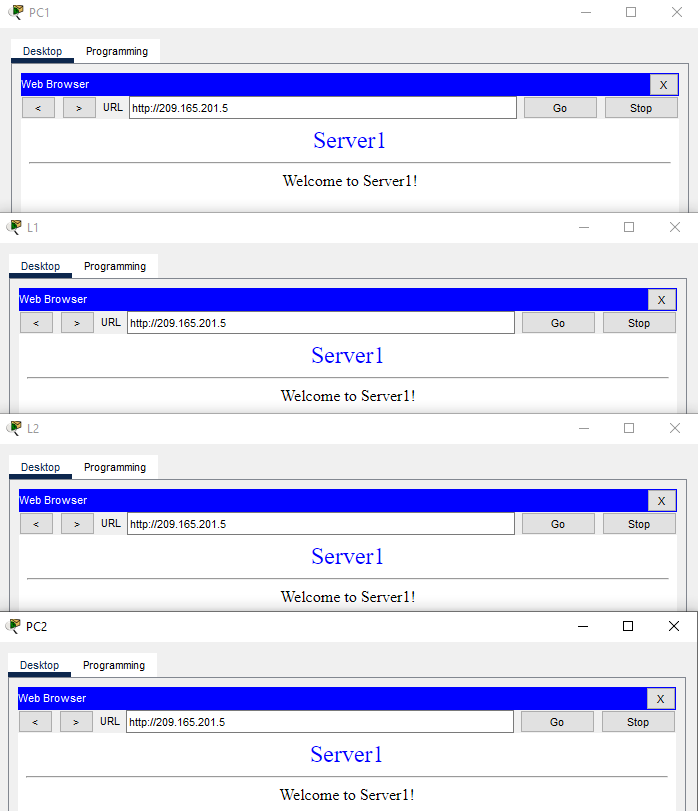 PC1
Desktop Programming
Web Browser X
< > URL http://209.165.201.5 Go Stop
Server1
Welcome to Server1!
L1
Desktop Programming
Web Browser X
< > URL http://209.165.201.5 Go Stop
Server1
Welcome to Server1!
L2
Desktop Programming
Web Browser X
< > URL http://209.165.201.5 Go Stop
Server1
Welcome to Server1!
PC2
Desktop Programming
Web Browser X
< > URL http://209.165.201.5 Go Stop
Server1
Welcome to Server1!